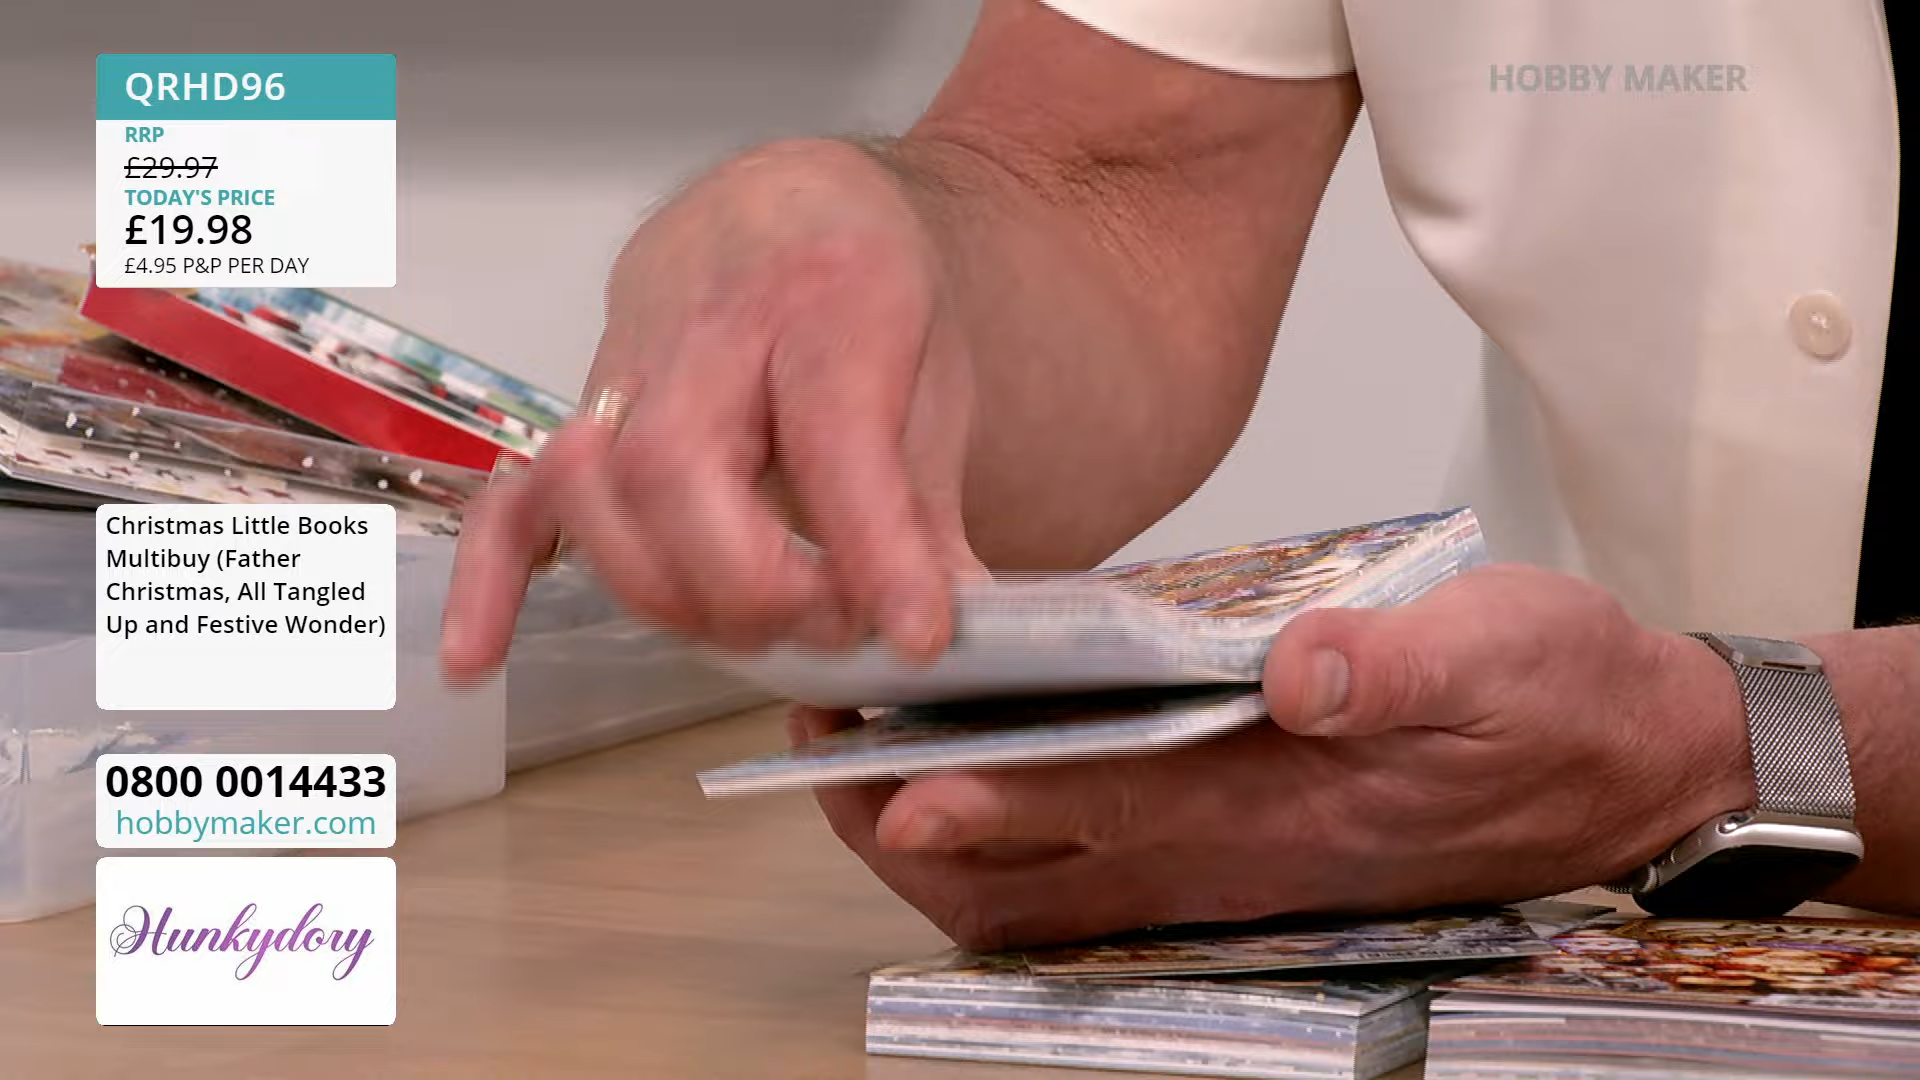 QRHD96
RRP
£29.97
TODAY'S PRICE
£19.98
£4.95 P&P PER DAY
HOBBY MAKER
Christmas Little Books
Multibuy (Father
Christmas, All Tangled
Up and Festive Wonder)
0800 0014433
hobbymaker.com
Hunkydory